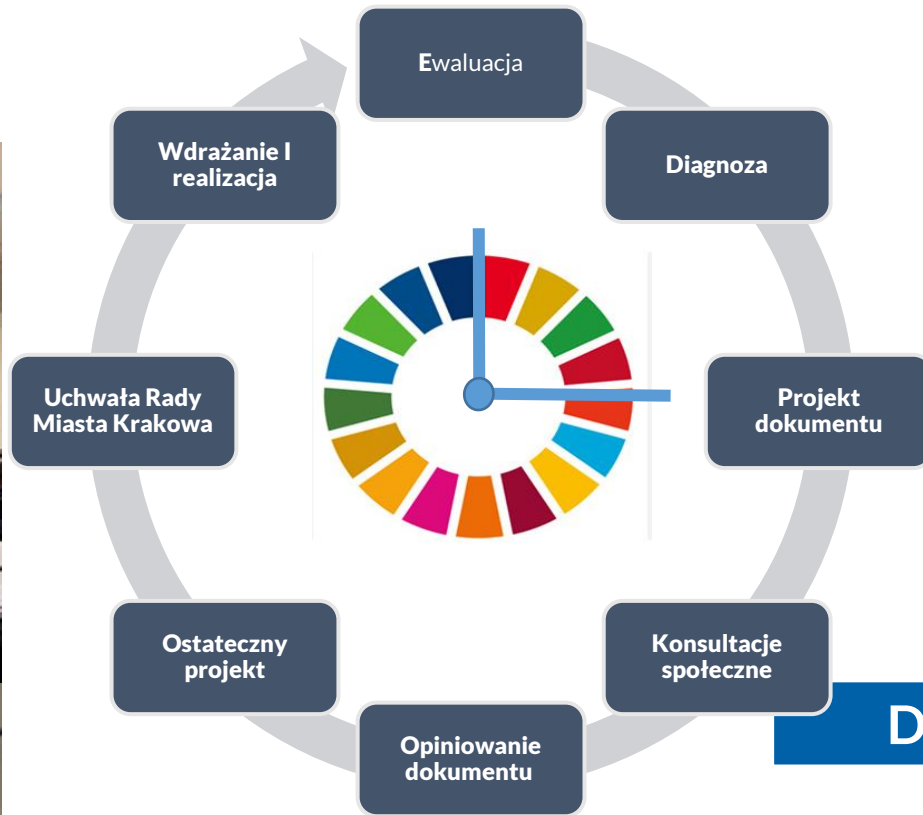 Ewaluacja
Diagnoza
Projekt
dokumentu
Konsultacje
społeczne
D
Opiniowanie
dokumentu
Ostateczny
projekt
Uchwała Rady
Miasta Krakowa
Wdrażanie I
realizacja